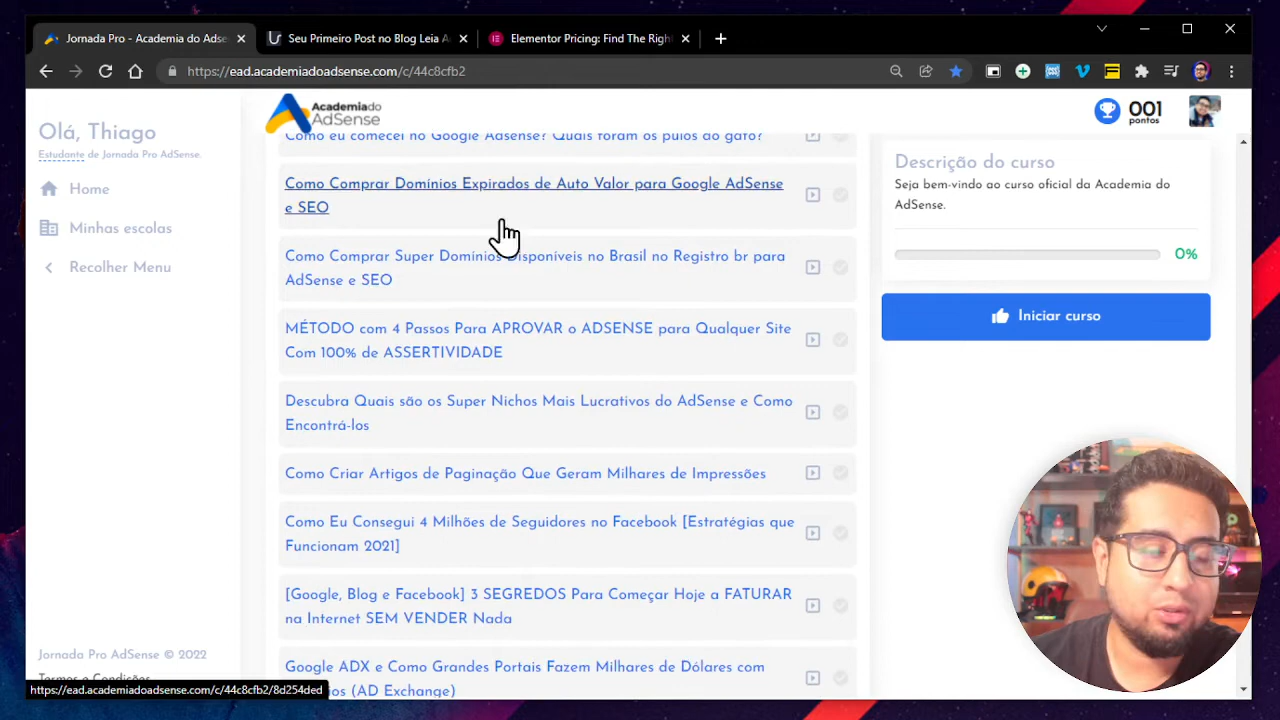 Jornada Pro - Academia do Adse
Seu Primeiro Post no Blog Leia A
Elementor Pricing: Find The Righ
https://ead.academiadoadsense.com/c/44c8cfb2
Olá, Thiago
Estudante de Jornada Pro AdSense.
Home
Minhas escolas
Recolher Menu
Academia do
AdSense
001
pontos
Como eu comecei no Google Adsense? Quais foram os pulos do gato?
Como Comprar Domínios Expirados de Auto Valor para Google AdSense
e SEO
Como Comprar Super Domínios Disponíveis no Brasil no Registro br para
AdSense e SEO
MÉTODO com 4 Passos Para APROVAR o ADSENSE para Qualquer Site
Com 100% de ASSERTIVIDADE
Descubra Quais são os Super Nichos Mais Lucrativos do AdSense e Como
Encontrá-los
Como Criar Artigos de Paginação Que Geram Milhares de Impressões
Como Eu Consegui 4 Milhões de Seguidores no Facebook [Estratégias que
Funcionam 2021]
[Google, Blog e Facebook] 3 SEGREDOS Para Começar Hoje a FATURAR
na Internet SEM VENDER Nada
Google ADX e Como Grandes Portais Fazem Milhares de Dólares com
ios (AD Exchange)
Descrição do curso
Seja bem-vindo ao curso oficial da Academia do
AdSense.
0%
Iniciar curso
Jornada Pro AdSense © 2022
Termos e Condições
https://ead.academiadoadsense.com/c/44c8cfb2/8d254ded